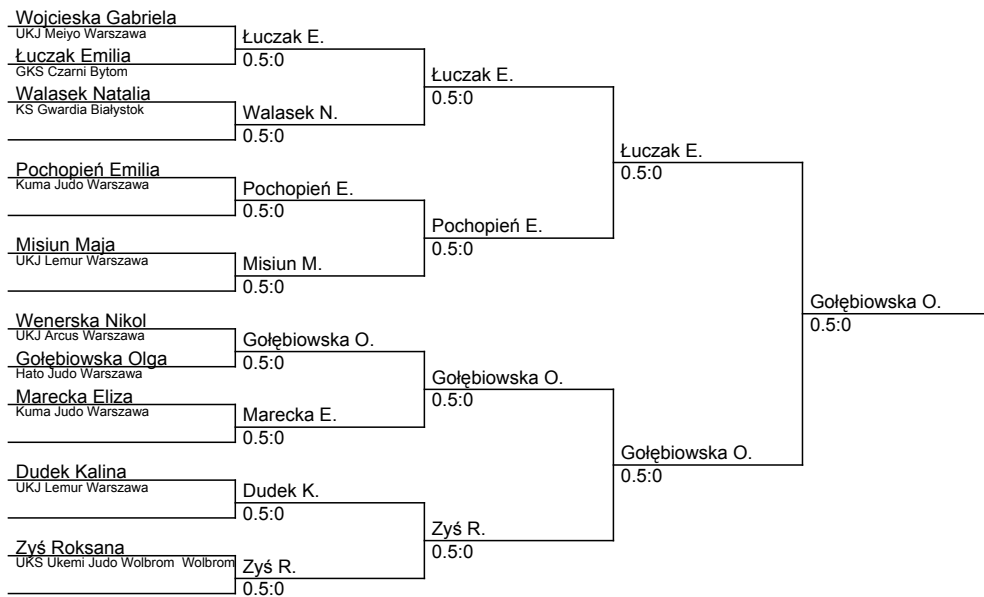 Wojcieska Gabriela
UKJ Meiyo Warszawa
Łuczak Emilia
GKS Czarni Bytom
Walasek Natalia
KS Gwardia Białystok
Pochopień Emilia
Kuma Judo Warszawa
Misiun Maja
UKJ Lemur Warszawa
Wenerska Nikol
UKJ Arcus Warszawa
Gołębiowska Olga
Hato Judo Warszawa
Marecka Eliza
Kuma Judo Warszawa
Dudek Kalina
UKJ Lemur Warszawa
Zyś Roksana
UKS Ukemi Judo Wolbrom Wolbrom
Łuczak E.
0.5:0
Walasek N.
0.5:0
Pochopień E.
0.5:0
Misiun M.
0.5:0
Gołębiowska O.
0.5:0
Marecka E.
0.5:0
Dudek K.
0.5:0
Zyś R.
0.5:0
Łuczak E.
0.5:0
Pochopień E.
0.5:0
Gołębiowska O.
0.5:0
Zyś R.
0.5:0
Łuczak E.
0.5:0
Gołębiowska O.
0.5:0
Gołębiowska O.
0.5:0